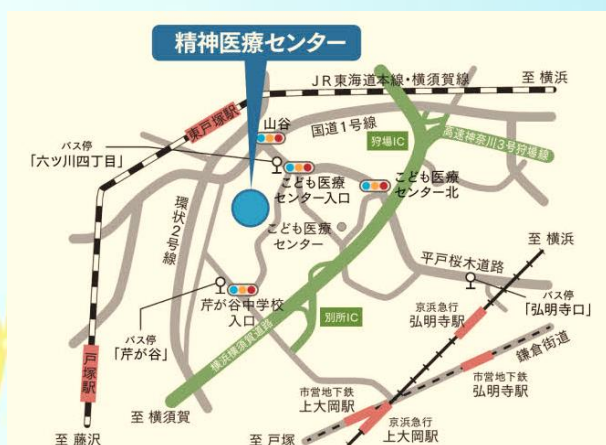 精神医療センター
JR東海道本線・横須賀線
至 横浜
東戸塚駅
山谷
国道1号線
狩場IC
高速神奈川3号狩場線
バス停
「六ツ川四丁目」
こども医療
センター入口
こども医療
センター北
環状2号線
こども医療
センター
平戸桜木道路
至 横浜
バス停
「弘明寺口」
芹が谷中学校
入口
京浜急行
弘明寺駅
別所IC
バス停
「芹が谷」
横浜横須賀道路
鎌倉街道
戸塚駅
市営地下鉄
弘明寺駅
市営地下鉄
上大岡駅
至 横須賀
京浜急行
上大岡駅
至 藤沢
至 戸塚